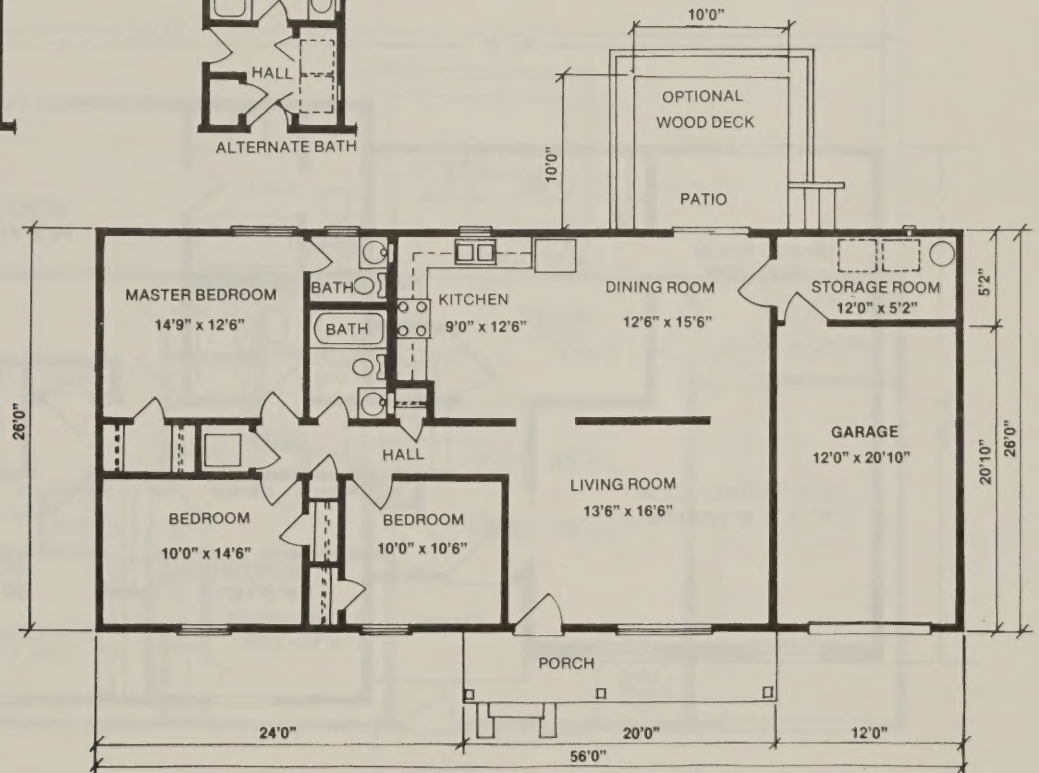 10'0"
HALL
ALTERNATE BATH
OPTIONAL
WOOD DECK
10'0"
PATIO
MASTER BEDROOM
14'9" x 12'6"
BATH
BATH
KITCHEN
9'0" x 12'6"
DINING ROOM
12'6" x 15'6"
STORAGE ROOM
12'0" x 5'2"
5'2"
26'0"
HALL
GARAGE
12'0" x 20'10"
20'10"
26'0"
LIVING ROOM
13'6" x 16'6"
BEDROOM
10'0" x 14'6"
BEDROOM
10'0" x 10'6"
PORCH
24'0"
20'0"
12'0"
56'0"